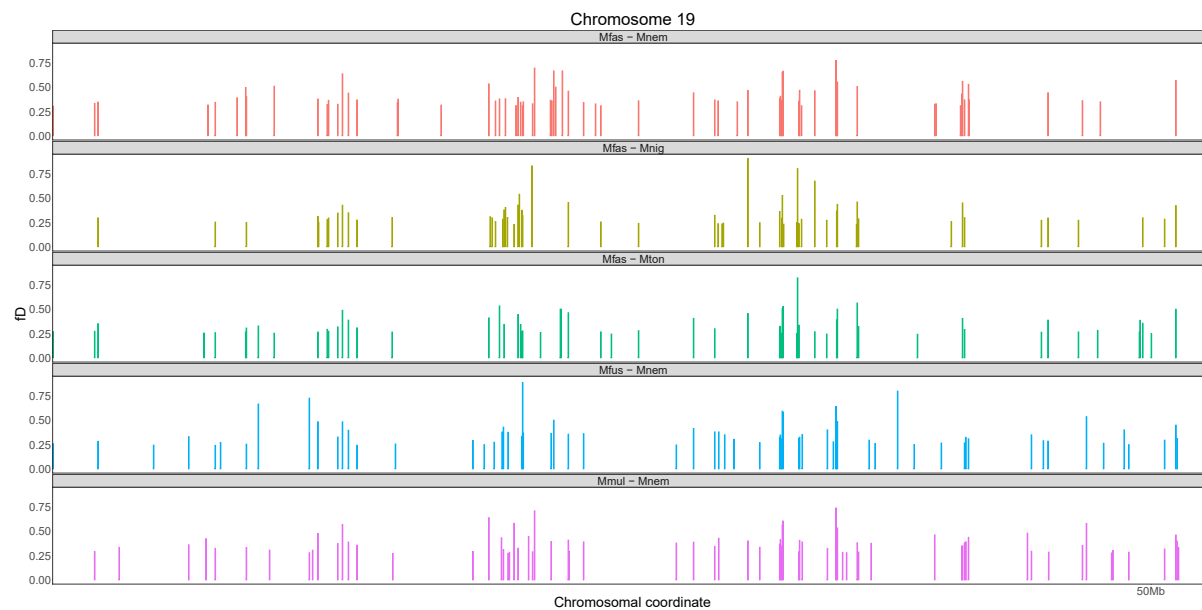 Chromosome 19
Mfas − Mnem
0.75
0.50
0.25
0.00
Mfas − Mnig
0.75
0.50
0.25
0.00
Mfas − Mton
0.75
0.50
0.25
0.00
fD
Mfus − Mnem
0.75
0.50
0.25
0.00
Mmul − Mnem
0.75
0.50
0.25
0.00
50Mb
Chromosomal coordinate